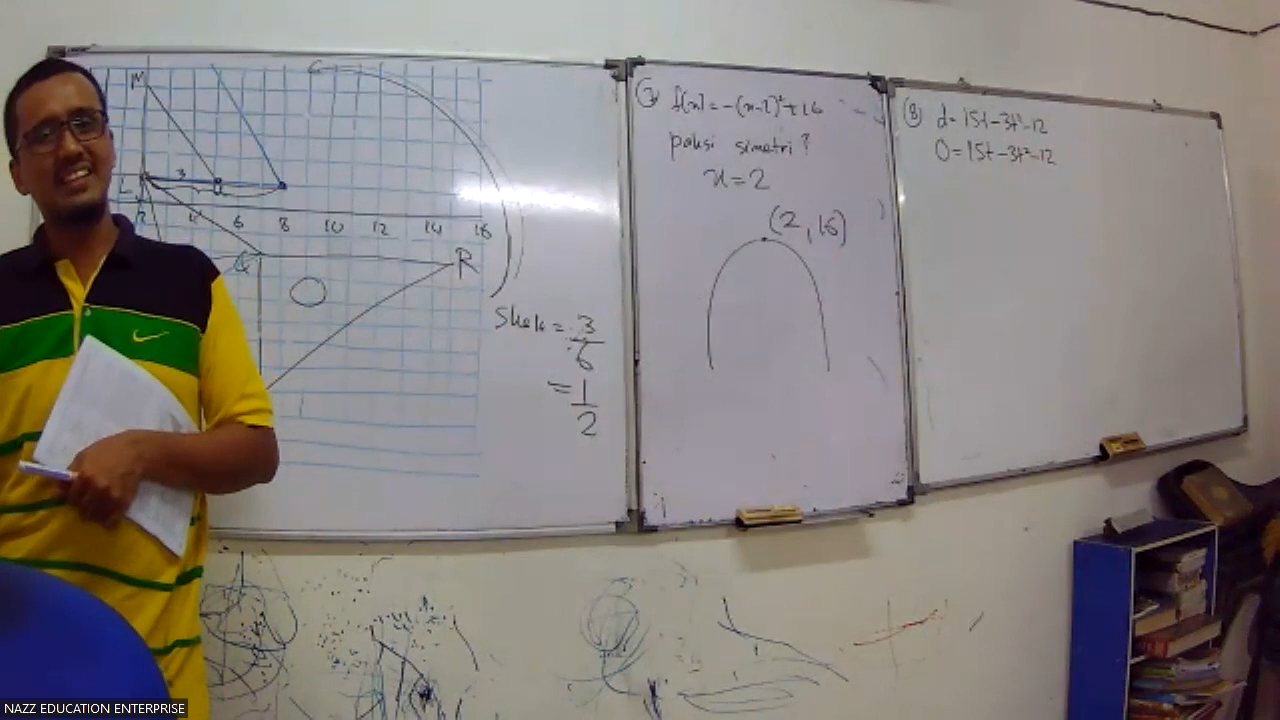 M
3
L
2 4 6 8 10 12 14 16
Q
R
Skala = 3/6
= 1/2
f(x) = -(x-2)² + 16
paksi simetri?
x = 2
(2, 16)
(8) d = 15t - 3t² - 12
0 = 15t - 3t² - 12
NAZZ EDUCATION ENTERPRISE